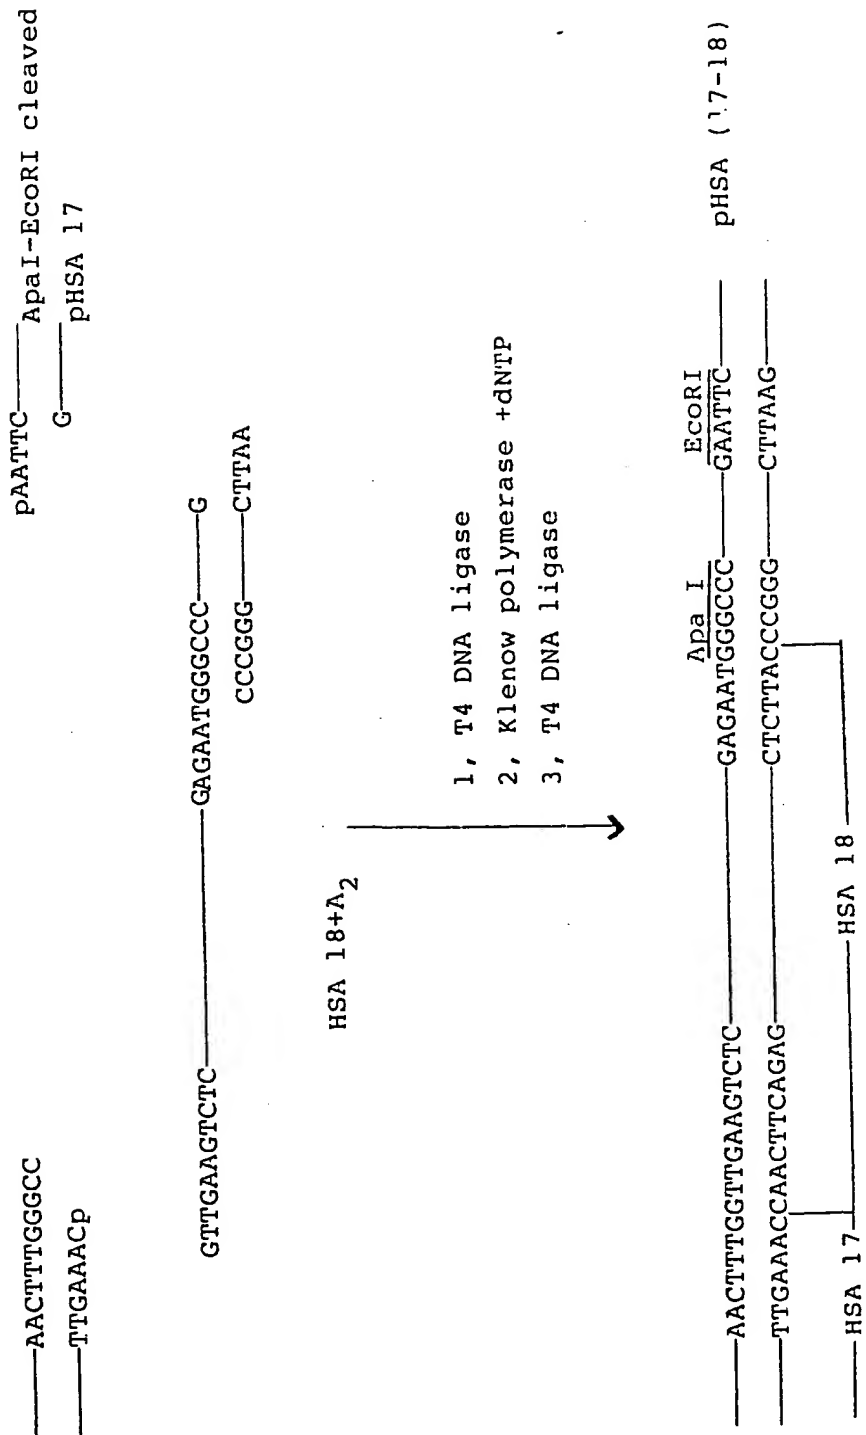 pAATTC———ApaI-EcoRI cleaved
G———pHSA 17
———AACTTTGGGCC
———TTGAAACp
GTTGAAGTCTC———GAGAATGGGCCC———G
CCCGGG———CTTAA
HSA 18+A2
1, T4 DNA ligase
2, Klenow polymerase +dNTP
3, T4 DNA ligase
Apa I EcoRI
———AACTTTGGTTGAAGTCTC———GAGAATGGGCCC———GAATTC———
———TTGAAACCAACTTCAGAG———CTCTTACCCGGG———CTTAAG———
pHSA (17-18)
———HSA 17———HSA 18———